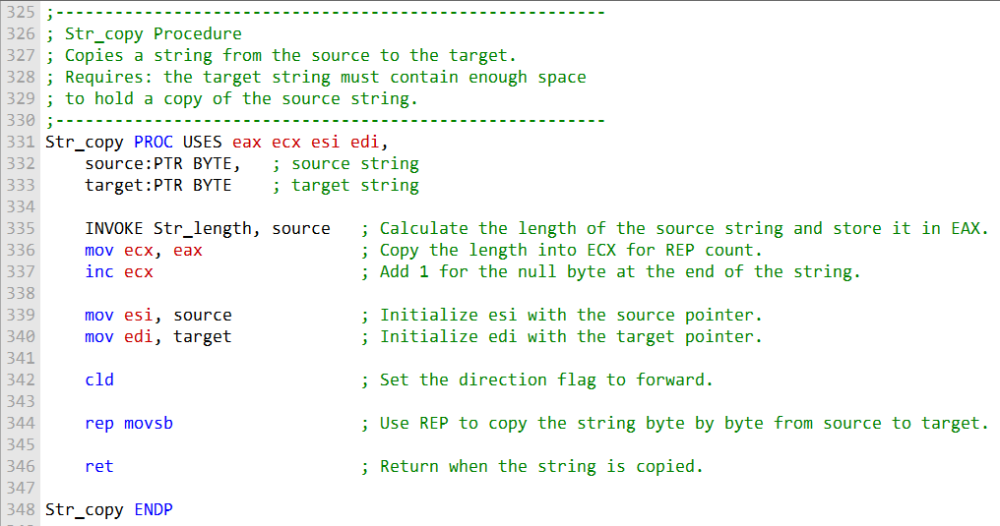 325 ;--------------------------------------------------------
326 ; Str_copy Procedure
327 ; Copies a string from the source to the target.
328 ; Requires: the target string must contain enough space
329 ; to hold a copy of the source string.
330 ;--------------------------------------------------------
331 Str_copy PROC USES eax ecx esi edi,
332     source:PTR BYTE,   ; source string
333     target:PTR BYTE    ; target string
334
335     INVOKE Str_length, source   ; Calculate the length of the source string and store it in EAX.
336     mov ecx, eax                ; Copy the length into ECX for REP count.
337     inc ecx                     ; Add 1 for the null byte at the end of the string.
338
339     mov esi, source             ; Initialize esi with the source pointer.
340     mov edi, target             ; Initialize edi with the target pointer.
341
342     cld                         ; Set the direction flag to forward.
343
344     rep movsb                   ; Use REP to copy the string byte by byte from source to target.
345
346     ret                         ; Return when the string is copied.
347
348 Str_copy ENDP